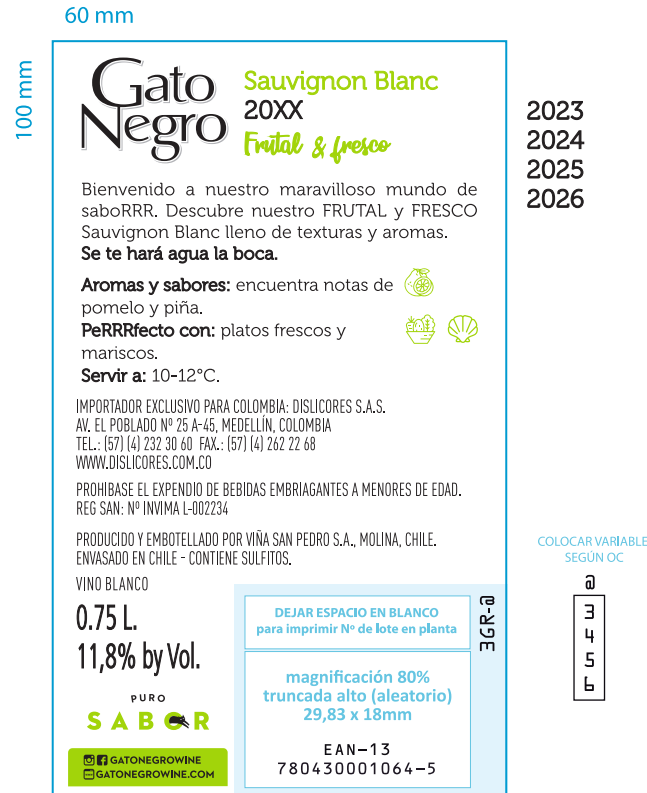 60 mm
100 mm
Gato
Negro
Sauvignon Blanc
20XX
Frutal & fresco
2023
2024
2025
2026
Bienvenido a nuestro maravilloso mundo de
saboRRR. Descubre nuestro FRUTAL y FRESCO
Sauvignon Blanc lleno de texturas y aromas.
Se te hará agua la boca.
Aromas y sabores: encuentra notas de
pomelo y piña.
PeRRRfecto con: platos frescos y
mariscos.
Servir a: 10-12°C.
IMPORTADOR EXCLUSIVO PARA COLOMBIA: DISLICORES S.A.S.
AV. EL POBLADO Nº 25 A-45, MEDELLÍN, COLOMBIA
TEL.: (57) (4) 232 30 60 FAX.: (57) (4) 262 22 68
WWW.DISLICORES.COM.CO
PROHIBASE EL EXPENDIO DE BEBIDAS EMBRIAGANTES A MENORES DE EDAD.
REG SAN: Nº INVIMA L-002234
PRODUCIDO Y EMBOTELLADO POR VIÑA SAN PEDRO S.A., MOLINA, CHILE.
ENVASADO EN CHILE - CONTIENE SULFITOS.
VINO BLANCO
0.75 L.
11,8% by Vol.
PURO
SABOR
GATONEGROWINE
GATONEGROWINE.COM
DEJAR ESPACIO EN BLANCO
para imprimir Nº de lote en planta
3GR-@
magnificación 80%
truncada alto (aleatorio)
29,83 x 18mm
EAN-13
780430001064-5
COLOCAR VARIABLE
SEGÚN OC
@
3
4
5
6